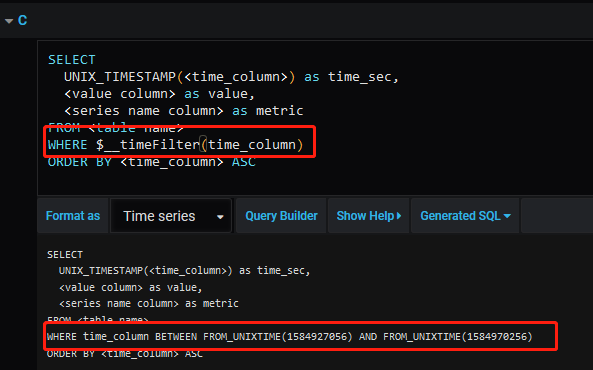 C
SELECT
UNIX_TIMESTAMP(<time_column>) as time_sec,
<value column> as value,
<series name column> as metric
FROM <table name>
WHERE $__timeFilter(time_column)
ORDER BY <time_column> ASC
Format as Time series Query Builder Show Help Generated SQL
SELECT
UNIX_TIMESTAMP(<time_column>) as time_sec,
<value column> as value,
<series name column> as metric
FROM <table name>
WHERE time_column BETWEEN FROM_UNIXTIME(1584927056) AND FROM_UNIXTIME(1584970256)
ORDER BY <time_column> ASC